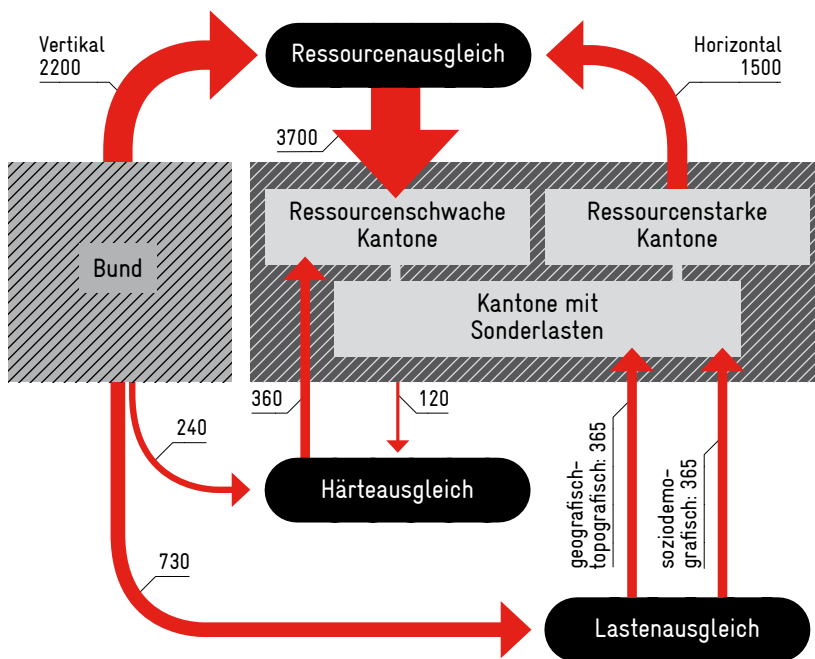 Vertikal
2200
Ressourcenausgleich
Horizontal
1500
3700
Ressourcenschwache
Kantone
Ressourcenstarke
Kantone
Bund
Kantone mit
Sonderlasten
360
120
240
Härteausgleich
geografisch-
topografisch: 365
soziodemo-
grafisch: 365
730
Lastenausgleich